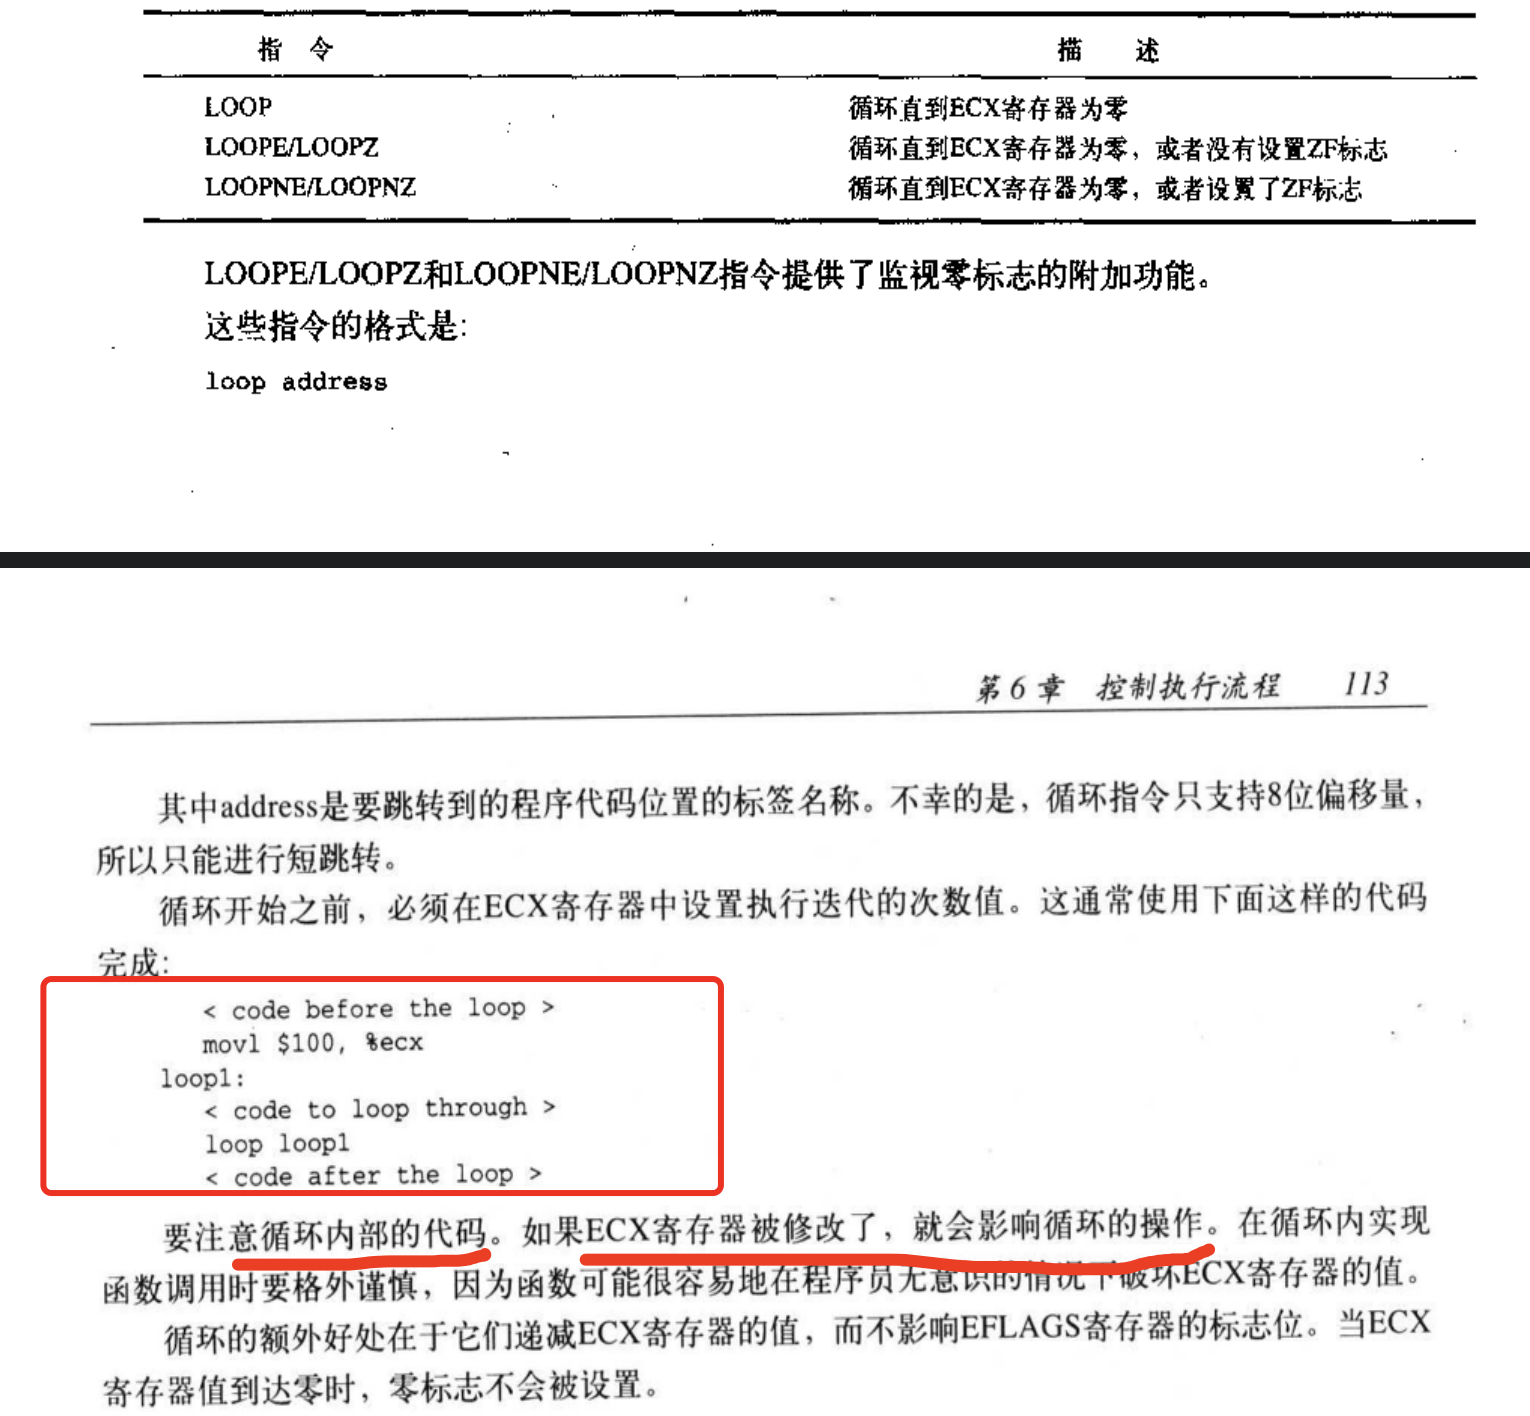 指 令 描 述
LOOP 循环直到ECX寄存器为零
LOOPE/LOOPZ 循环直到ECX寄存器为零，或者没有设置ZF标志
LOOPNE/LOOPNZ 循环直到ECX寄存器为零，或者设置了ZF标志
LOOPE/LOOPZ和LOOPNE/LOOPNZ指令提供了监视零标志的附加功能。
这些指令的格式是：
loop address
第6章 控制执行流程 113
其中address是要跳转到的程序代码位置的标签名称。不幸的是，循环指令只支持8位偏移量，
所以只能进行短跳转。
循环开始之前，必须在ECX寄存器中设置执行迭代的次数值。这通常使用下面这样的代码
完成：
< code before the loop >
movl $100, %ecx
loop1:
< code to loop through >
loop loop1
< code after the loop >
要注意循环内部的代码。如果ECX寄存器被修改了，就会影响循环的操作。在循环内实现
函数调用时要格外谨慎，因为函数可能很容易地在程序员无意识的情况下破坏ECX寄存器的值。
循环的额外好处在于它们递减ECX寄存器的值，而不影响EFLAGS寄存器的标志位。当ECX
寄存器值到达零时，零标志不会被设置。